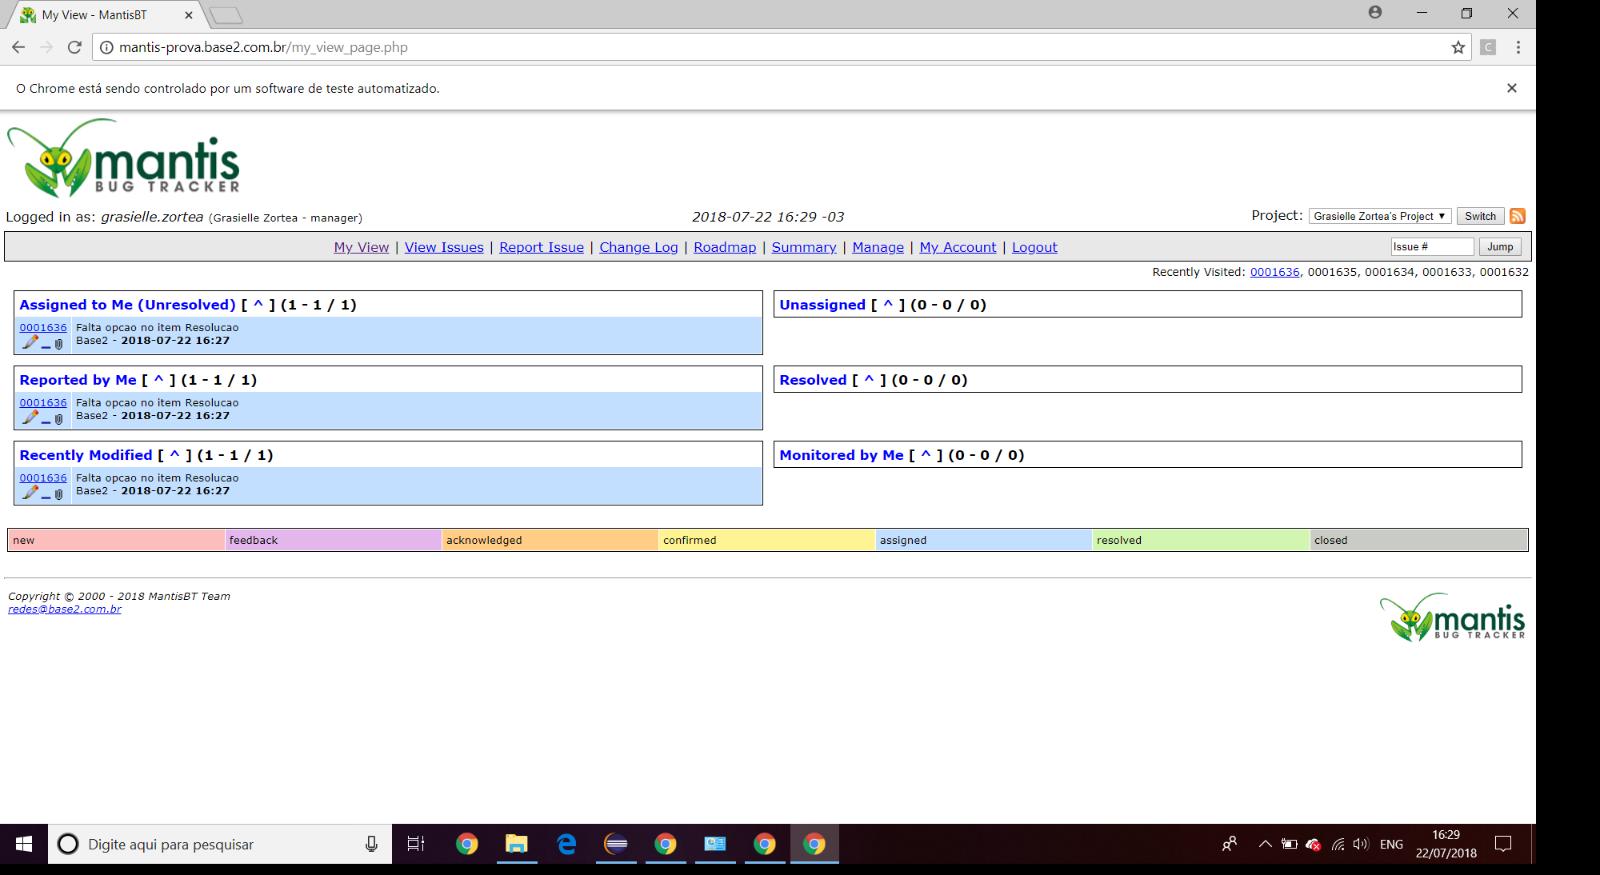 My View - MantisBT
mantis-prova.base2.com.br/my_view_page.php
O Chrome está sendo controlado por um software de teste automatizado.
mantis
BUG TRACKER
Logged in as: grasielle.zortea (Grasielle Zortea - manager) 2018-07-22 16:29 -03 Project: Grasielle Zortea's Project Switch
My View | View Issues | Report Issue | Change Log | Roadmap | Summary | Manage | My Account | Logout Issue # Jump
Recently Visited: 0001636, 0001635, 0001634, 0001633, 0001632
Assigned to Me (Unresolved) [ ^ ] (1 - 1 / 1)
0001636 Falta opcao no item Resolucao
Base2 - 2018-07-22 16:27
Unassigned [ ^ ] (0 - 0 / 0)
Reported by Me [ ^ ] (1 - 1 / 1)
0001636 Falta opcao no item Resolucao
Base2 - 2018-07-22 16:27
Resolved [ ^ ] (0 - 0 / 0)
Recently Modified [ ^ ] (1 - 1 / 1)
0001636 Falta opcao no item Resolucao
Base2 - 2018-07-22 16:27
Monitored by Me [ ^ ] (0 - 0 / 0)
new feedback acknowledged confirmed assigned resolved closed
Copyright © 2000 - 2018 MantisBT Team
redes@base2.com.br
mantis
BUG TRACKER
Digite aqui para pesquisar
ENG
16:29
22/07/2018